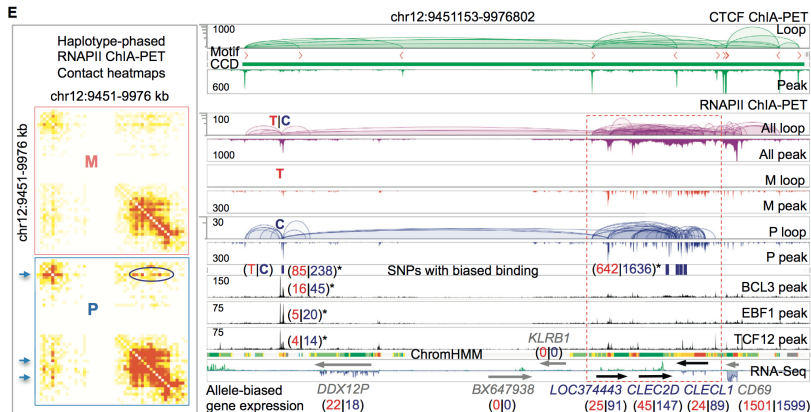 E
Haplotype-phased
RNAPII ChIA-PET
Contact heatmaps
chr12:9451-9976 kb
chr12:9451-9976 kb
M
P
chr12:9451153-9976802
CTCF ChIA-PET
1000
Loop
Motif
CCD
600
Peak
RNAPII ChIA-PET
100
T|C
All loop
1000
All peak
T
M loop
300
M peak
30
C
P loop
300
P peak
(T|C)
(85|238)*
SNPs with biased binding
(642|1636)*
150
(16|45)*
BCL3 peak
75
(5|20)*
EBF1 peak
75
(4|14)*
TCF12 peak
KLRB1
(0|0)
ChromHMM
RNA-Seq
Allele-biased
gene expression
DDX12P
BX647938
LOC374443
CLEC2D
CLECL1
CD69
(22|18)
(0|0)
(25|91)
(45|147)
(24|89)
(1501|1599)